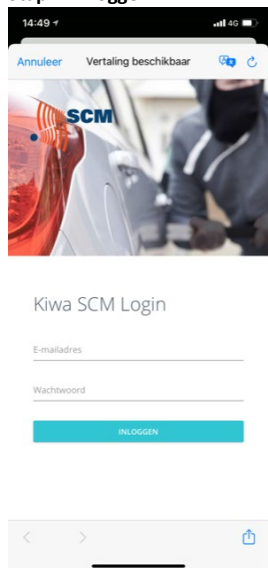 14:49
4G
Annuleer
Vertaling beschikbaar
SCM
Kiwa SCM Login
E-mailadres
Wachtwoord
INLOGGEN